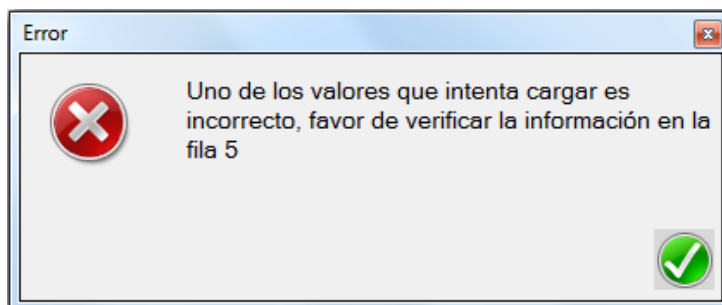 Error
Uno de los valores que intenta cargar es
incorrecto, favor de verificar la información en la
fila 5